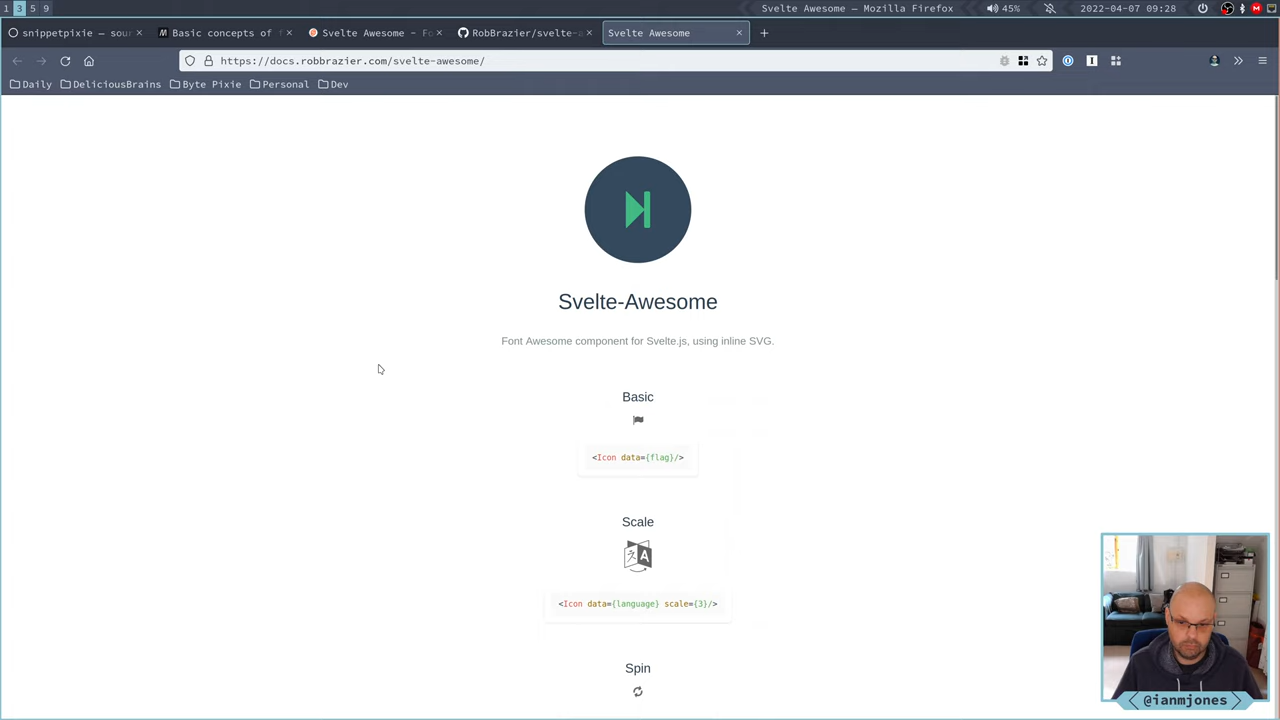 1 3 5 9
Svelte Awesome — Mozilla Firefox
45%
2022-04-07 09:28
snippetpixie — sour
Basic concepts of f
Svelte Awesome - Fo
RobBrazier/svelte-a
Svelte Awesome
https://docs.robbrazier.com/svelte-awesome/
Daily
DeliciousBrains
Byte Pixie
Personal
Dev
Svelte-Awesome
Font Awesome component for Svelte.js, using inline SVG.
Basic
<Icon data={flag}/>
Scale
<Icon data={language} scale={3}/>
Spin
@ianmjones